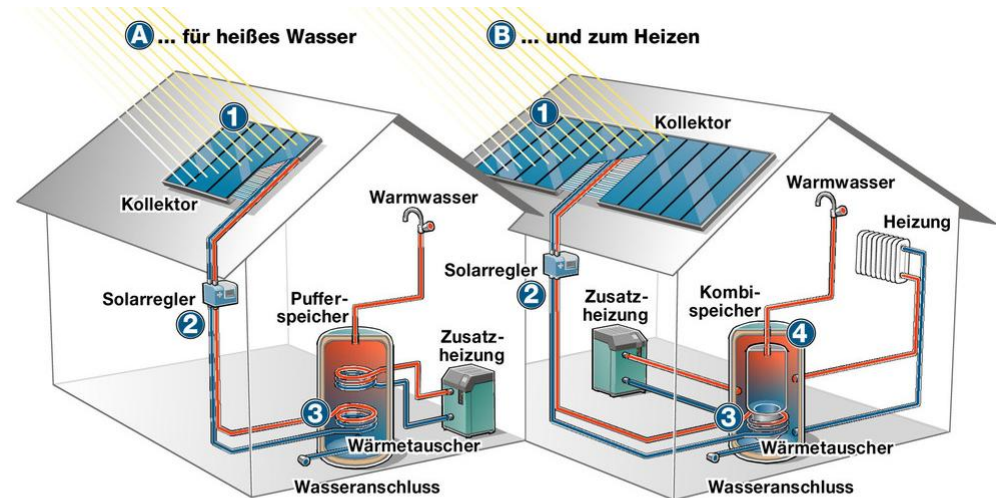 A ... für heißes Wasser
1
Kollektor
Warmwasser
Solarregler
2
Puffer-
speicher
Zusatz-
heizung
3
Wärmetauscher
Wasseranschluss
B ... und zum Heizen
1
Kollektor
Warmwasser
Heizung
Solarregler
2
Zusatz-
heizung
Kombi-
speicher
4
3
Wärmetauscher
Wasseranschluss